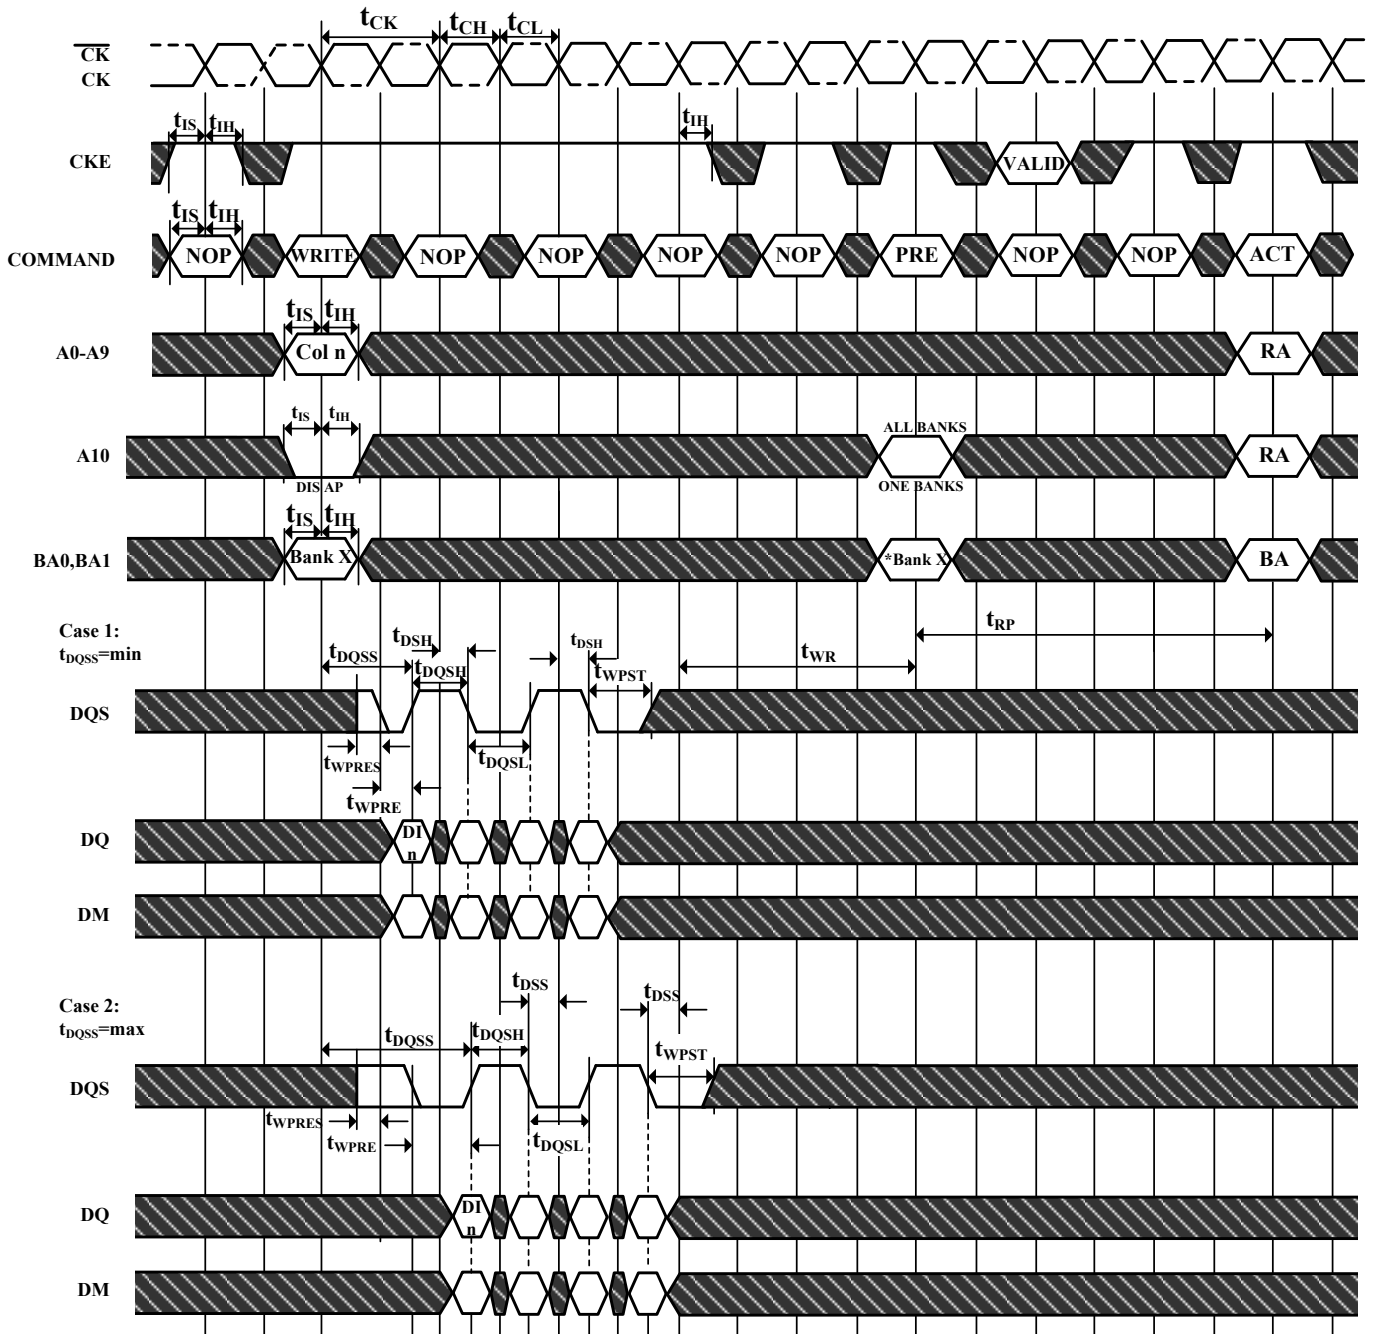 tCK tCH tCL
CK
CK
tIS tIH tIH
CKE VALID
tIS tIH
COMMAND NOP WRITE NOP NOP NOP NOP PRE NOP NOP ACT
tIS tIH
A0-A9 Col n RA
tIS tIH ALL BANKS
A10 RA
DIS AP ONE BANKS
tIS tIH
BA0,BA1 Bank X *Bank X BA
Case 1:
tDQSS=min
tDQSS tDSH tDSH tWR tRP
tDQSH tWPST
DQS
tWPRES tDQSL
tWPRE
DQ DI
n
DM
Case 2:
tDQSS=max
tDSS tDSS
tDQSS tDQSH tWPST
DQS
tWPRES
tWPRE tDQSL
DQ DI
n
DM